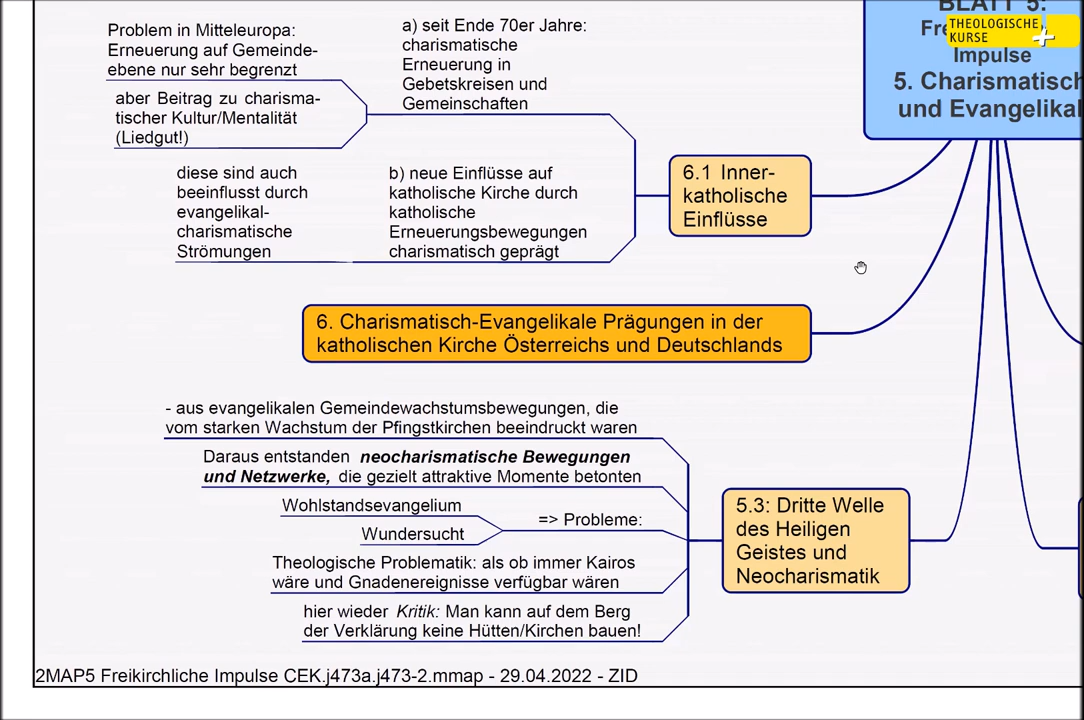 BLATT 5:
THEOLOGISCHE
KURSE
Impulse
5. Charismatisch
und Evangelikal
Problem in Mitteleuropa:
Erneuerung auf Gemeinde-
ebene nur sehr begrenzt
aber Beitrag zu charisma-
tischer Kultur/Mentalität
(Liedgut!)
a) seit Ende 70er Jahre:
charismatische
Erneuerung in
Gebetskreisen und
Gemeinschaften
diese sind auch
beeinflusst durch
evangelikal-
charismatische
Strömungen
b) neue Einflüsse auf
katholische Kirche durch
katholische
Erneuerungsbewegungen
charismatisch geprägt
6.1 Inner-
katholische
Einflüsse
6. Charismatisch-Evangelikale Prägungen in der
katholischen Kirche Österreichs und Deutschlands
- aus evangelikalen Gemeindewachstumsbewegungen, die
vom starken Wachstum der Pfingstkirchen beeindruckt waren
Daraus entstanden neocharismatische Bewegungen
und Netzwerke, die gezielt attraktive Momente betonten
Wohlstandsevangelium
Wundersucht
=> Probleme:
Theologische Problematik: als ob immer Kairos
wäre und Gnadenereignisse verfügbar wären
hier wieder Kritik: Man kann auf dem Berg
der Verklärung keine Hütten/Kirchen bauen!
5.3: Dritte Welle
des Heiligen
Geistes und
Neocharismatik
2MAP5 Freikirchliche Impulse CEK.j473a.j473-2.mmap - 29.04.2022 - ZID